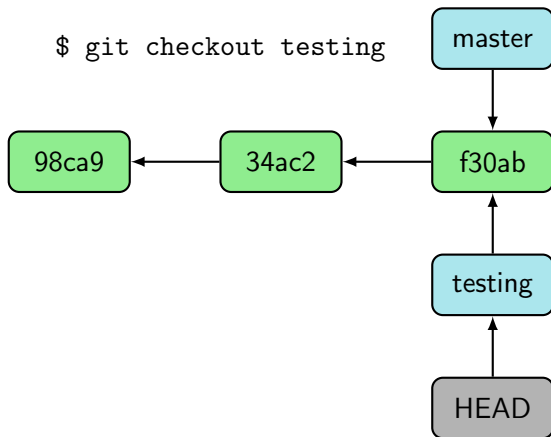 master
$ git checkout testing
98ca9
34ac2
f30ab
testing
HEAD